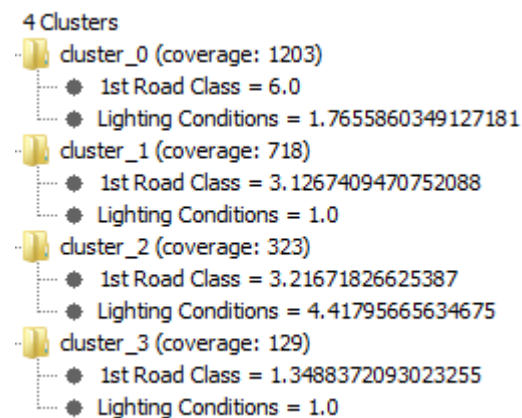 4 Clusters
cluster_0 (coverage: 1203)
1st Road Class = 6.0
Lighting Conditions = 1.7655860349127181
cluster_1 (coverage: 718)
1st Road Class = 3.1267409470752088
Lighting Conditions = 1.0
cluster_2 (coverage: 323)
1st Road Class = 3.21671826625387
Lighting Conditions = 4.41795665634675
cluster_3 (coverage: 129)
1st Road Class = 1.3488372093023255
Lighting Conditions = 1.0